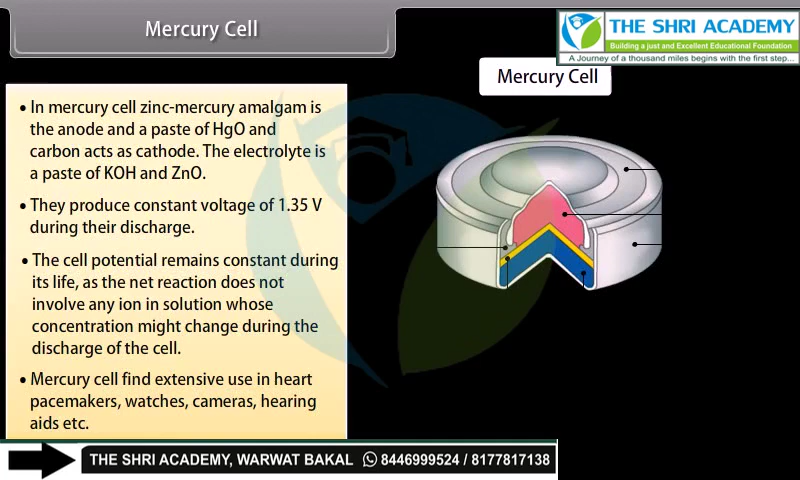 Mercury Cell
THE SHRI ACADEMY
Building a just and Excellent Educational Foundation
A Journey of a thousand miles begins with the first step...
Mercury Cell
• In mercury cell zinc-mercury amalgam is
the anode and a paste of HgO and
carbon acts as cathode. The electrolyte is
a paste of KOH and ZnO.
• They produce constant voltage of 1.35 V
during their discharge.
• The cell potential remains constant during
its life, as the net reaction does not
involve any ion in solution whose
concentration might change during the
discharge of the cell.
• Mercury cell find extensive use in heart
pacemakers, watches, cameras, hearing
aids etc.
THE SHRI ACADEMY, WARWAT BAKAL 8446999524 / 8177817138